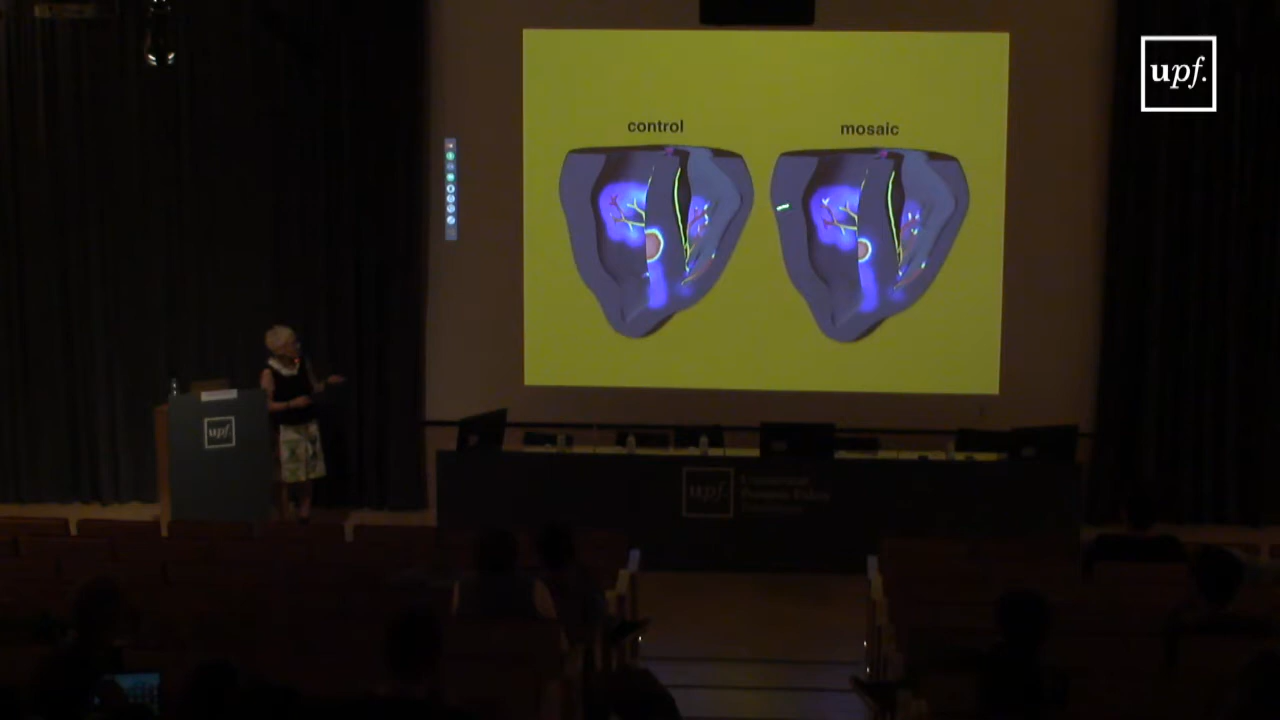 upf.
control
mosaic
upf.
upf.
Universitat
Pompeu Fabra
Barcelona